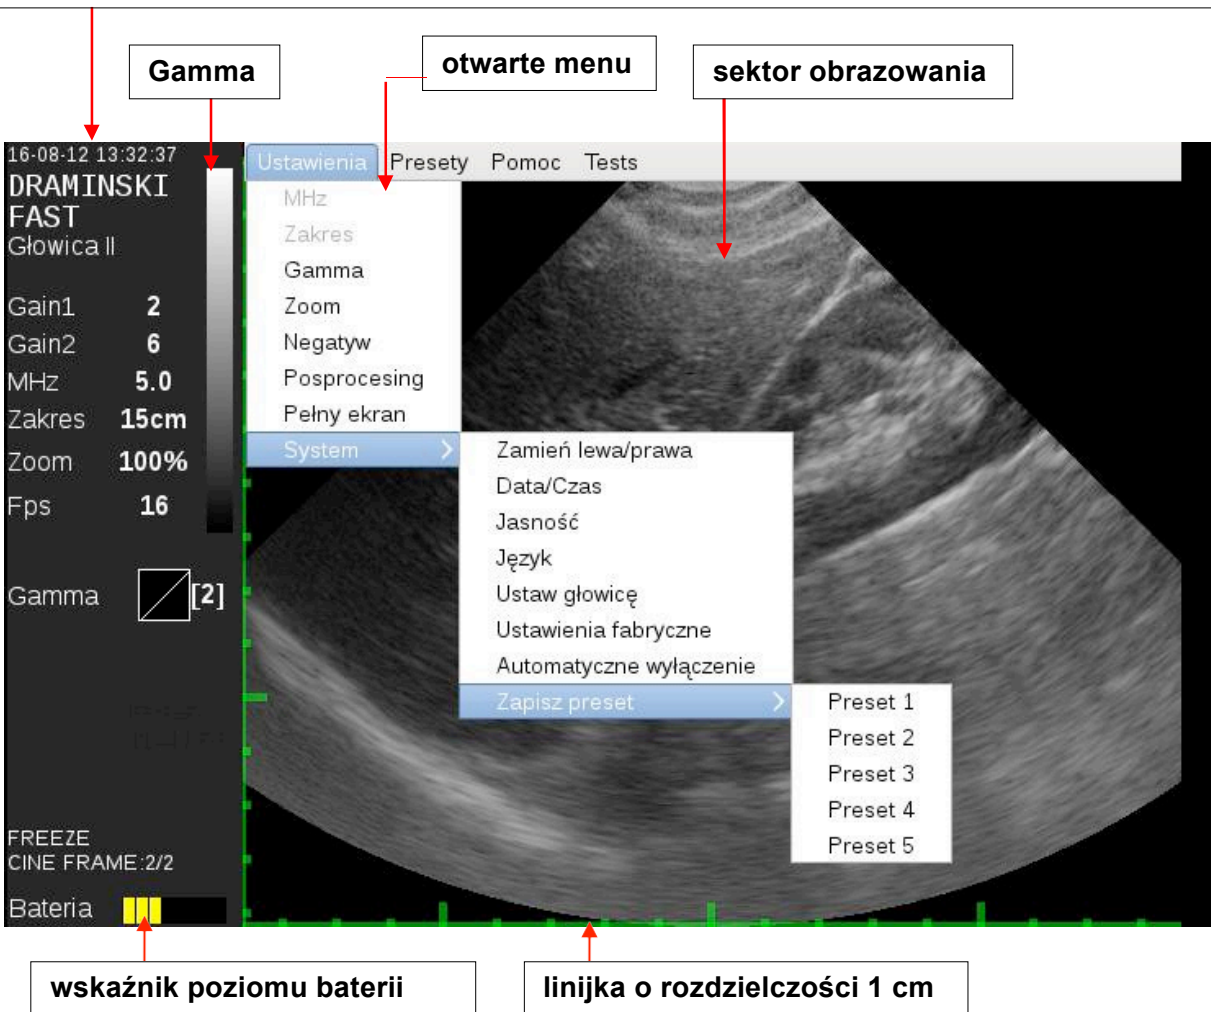 Gamma
otwarte menu
sektor obrazowania
16-08-12 13:32:37
DRAMINSKI
FAST
Głowica II
Gain1 2
Gain2 6
MHz 5.0
Zakres 15cm
Zoom 100%
Fps 16
Gamma [2]
FREEZE
CINE FRAME:2/2
Bateria
Ustawienia Presety Pomoc Tests
MHz
Zakres
Gamma
Zoom
Negatyw
Posprocesing
Pełny ekran
System
Zamień lewa/prawa
Data/Czas
Jasność
Język
Ustaw głowicę
Ustawienia fabryczne
Automatyczne wyłączenie
Zapisz preset
Preset 1
Preset 2
Preset 3
Preset 4
Preset 5
wskaźnik poziomu baterii
linijka o rozdzielczości 1 cm